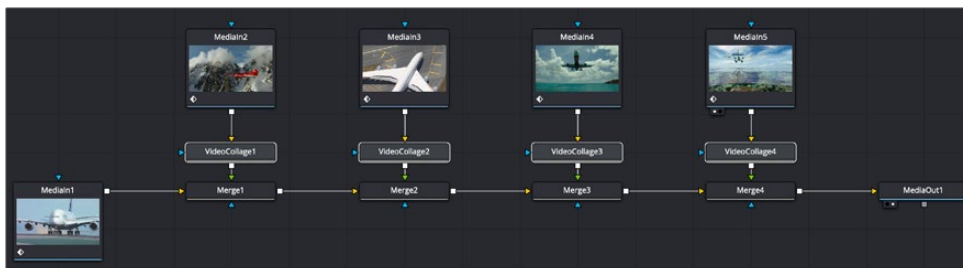 MediaIn2
MediaIn3
MediaIn4
MediaIn5
VideoCollage1
VideoCollage2
VideoCollage3
VideoCollage4
MediaIn1
Merge1
Merge2
Merge3
Merge4
MediaOut1